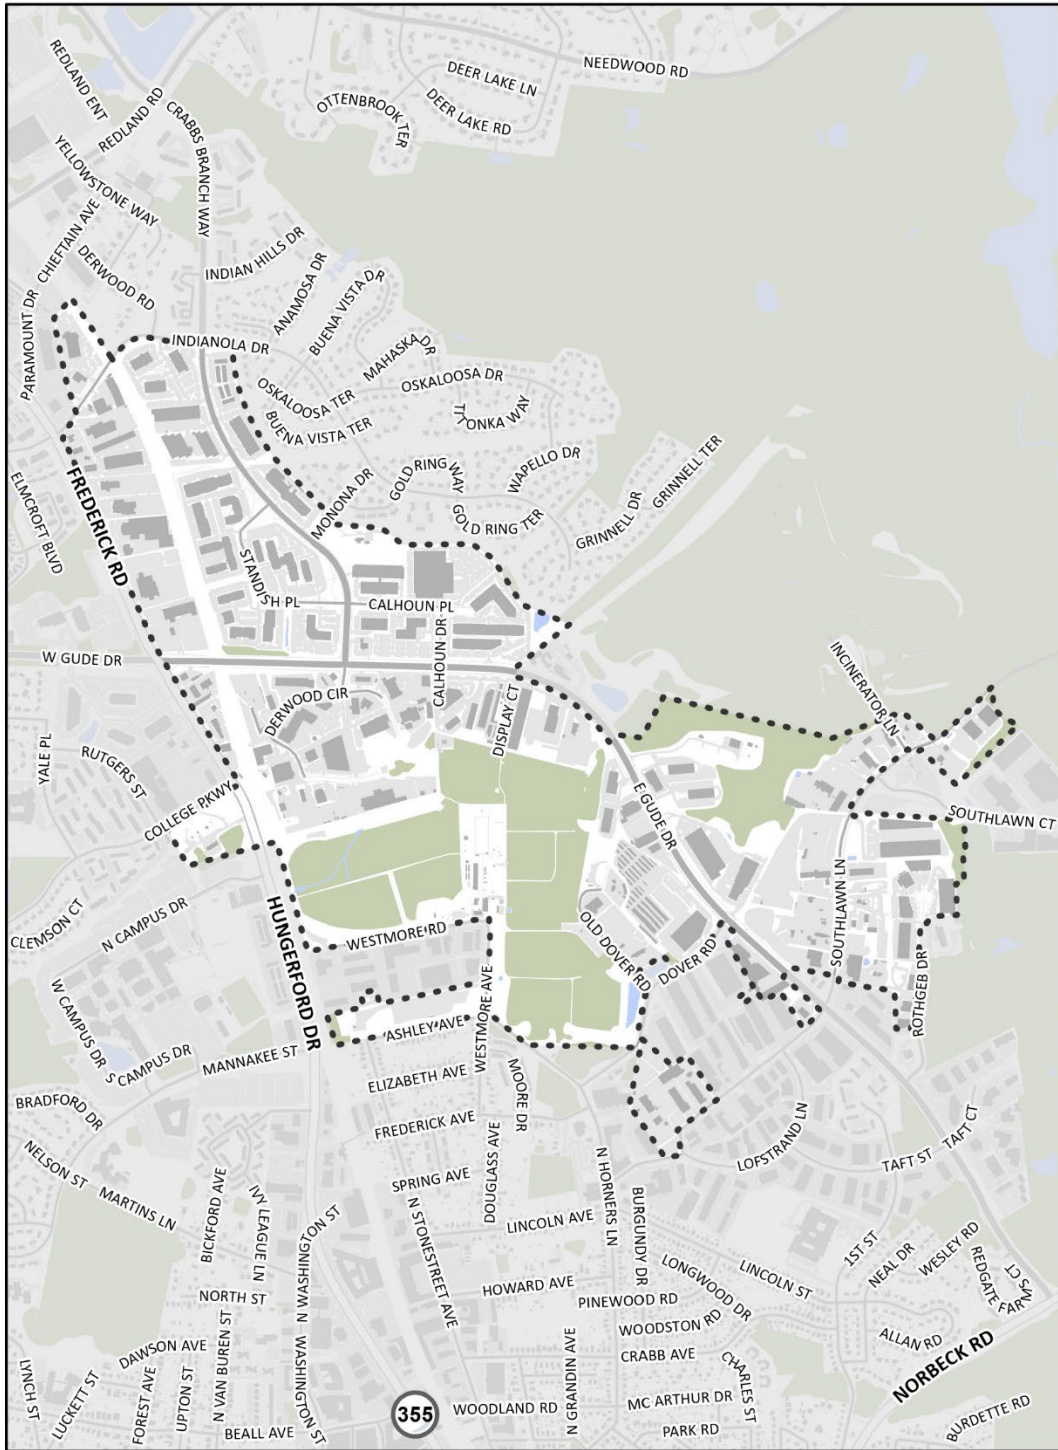 REDLAND ENT
REDLAND RD
CRABBS BRANCH WAY
YELLOWSTONE WAY
NEEDWOOD RD
DEER LAKE LN
DEER LAKE RD
OTTENBROOK TER
CHIEFTAIN AVE
DERWOOD RD
PARAMOUNT DR
INDIAN HILLS DR
ANAMOSA DR
BUENA VISTA DR
INDIANOLA DR
MAHASKA DR
OSKALOOSA TER
OSKALOOSA DR
BUENA VISTA TER
TITONKA WAY
ELMCROFT BLVD
FREDERICK RD
MONONA DR
GOLD RING WAY
WAPELLO DR
GOLD RING TER
GRINNELL DR
GRINNELL TER
STANDISH PL
CALHOUN PL
CALHOUN DR
W GUDE DR
DERWOOD CIR
DISPLAY CT
INCINERATOR LN
YALE PL
RUTGERS ST
COLLEGE PKWY
E GUDE DR
SOUTHLAWN CT
SOUTHLAWN LN
CLEMSON CT
N CAMPUS DR
HUNGERFORD DR
WESTMORE RD
OLD DOVER RD
DOVER RD
ROTHGEB DR
W CAMPUS DR
S CAMPUS DR
MANNAKEE ST
ASHLEY AVE
WESTMORE AVE
ELIZABETH AVE
MOORE DR
BRADFORD DR
FREDERICK AVE
LOFSTRAND LN
TAFT ST
TAFT CT
NELSON ST
MARTINS LN
BICKFORD AVE
IVY LEAGUE LN
SPRING AVE
DOUGLASS AVE
N HORNERS LN
BURGUNDY DR
N WASHINGTON ST
N STONESTREET AVE
LINCOLN AVE
LINCOLN ST
1ST ST
NEAL DR
WESLEY RD
REDGATE FARMS CT
NORTH ST
HOWARD AVE
LONGWOOD DR
PINEWOOD RD
WOODSTON RD
ALLAN RD
NORBECK RD
DAWSON AVE
CRABB AVE
CHARLES ST
LYNCH ST
LUCKETT ST
FOREST AVE
UPTON ST
N VAN BUREN ST
BEALL AVE
WASHINGTON ST
355
WOODLAND RD
N GRANDIN AVE
MC ARTHUR DR
PARK RD
BURDETTE RD